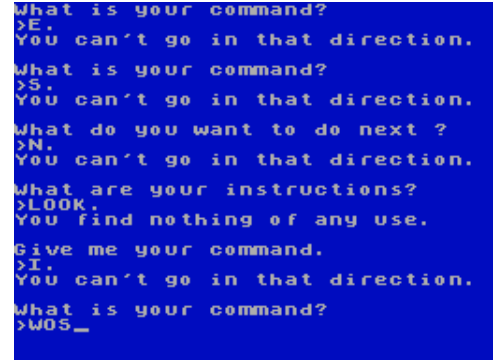 What is your command?
>E.
You can't go in that direction.
What is your command?
>S.
You can't go in that direction.
What do you want to do next ?
>N.
You can't go in that direction.
What are your instructions?
>LOOK.
You find nothing of any use.
Give me your command.
>I.
You can't go in that direction.
What is your command?
>WOS_